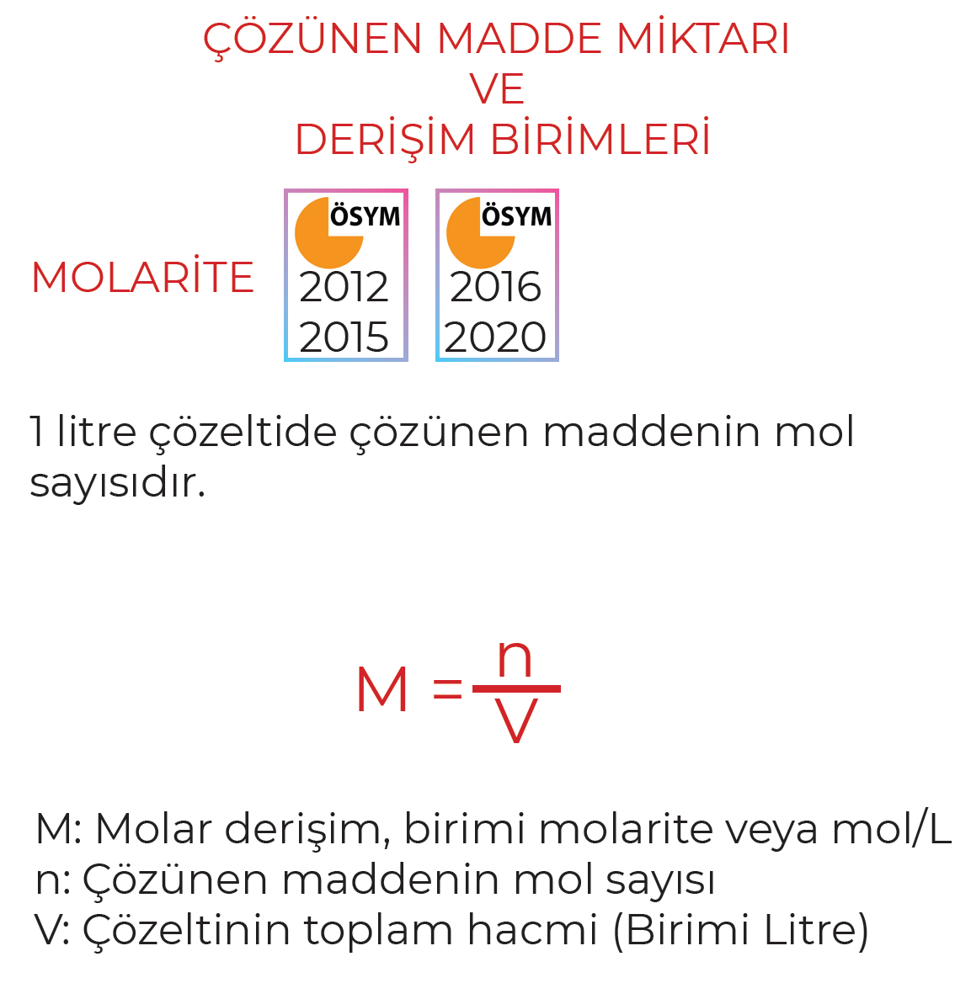 ÇÖZÜNEN MADDE MİKTARI
VE
DERİŞİM BİRİMLERİ
MOLARİTE
ÖSYM
2012
2015
ÖSYM
2016
2020
1 litre çözeltide çözünen maddenin mol
sayısıdır.
M = n/V
M: Molar derişim, birimi molarite veya mol/L
n: Çözünen maddenin mol sayısı
V: Çözeltinin toplam hacmi (Birimi Litre)